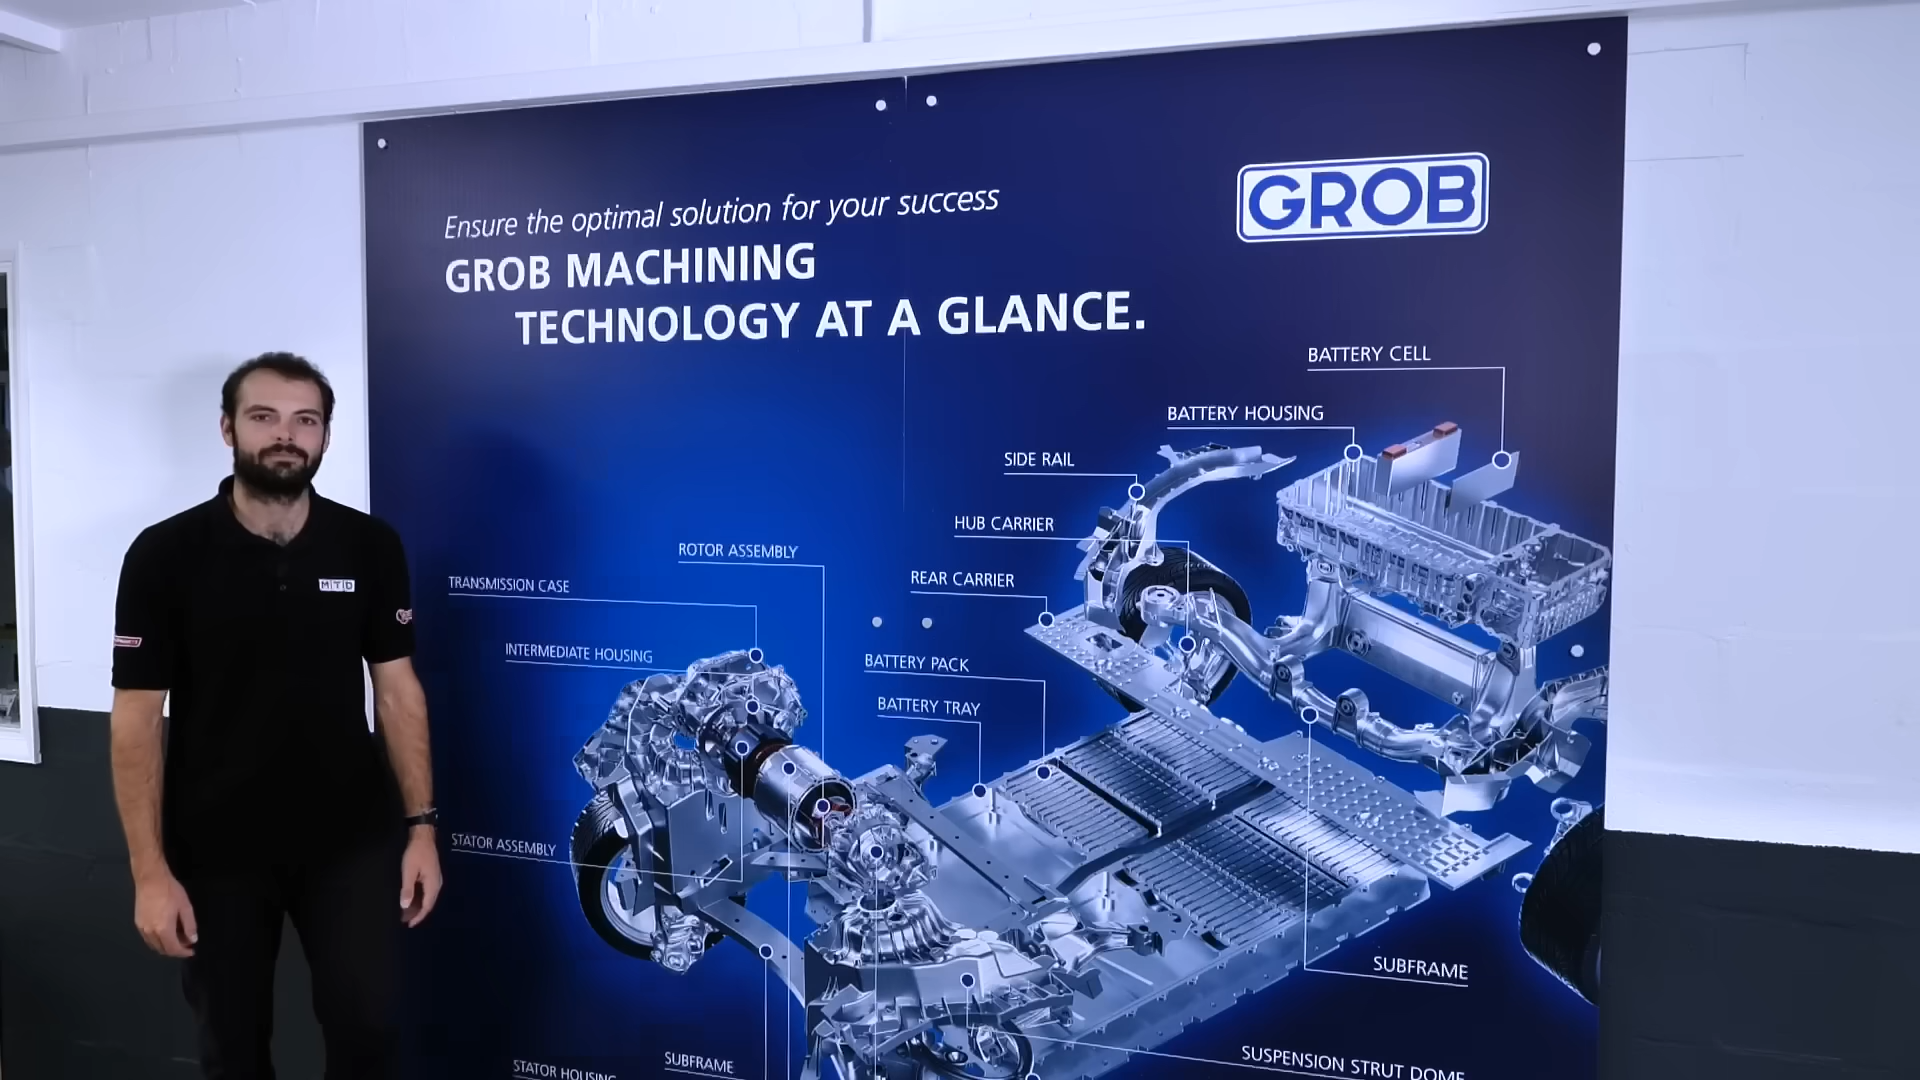 Ensure the optimal solution for your success
GROB MACHINING
TECHNOLOGY AT A GLANCE.
GROB
BATTERY CELL
BATTERY HOUSING
SIDE RAIL
HUB CARRIER
ROTOR ASSEMBLY
REAR CARRIER
TRANSMISSION CASE
INTERMEDIATE HOUSING
BATTERY PACK
BATTERY TRAY
STATOR ASSEMBLY
SUBFRAME
SUSPENSION STRUT DOME
SUBFRAME
STATOR HOUSING
MTD